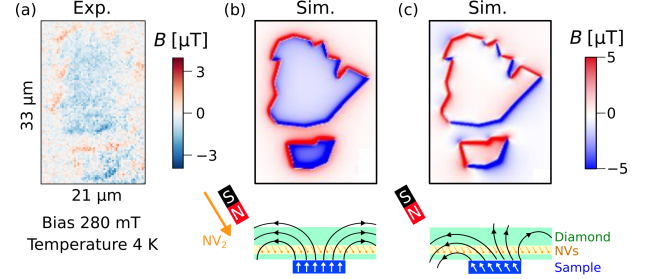 (a) Exp. (b) Sim. (c) Sim.
B [µT]
3
0
−3
B [µT]
5
0
−5
33 µm
21 µm
Bias 280 mT
Temperature 4 K
S
N
NV₂
S
N
Diamond
NVs
Sample